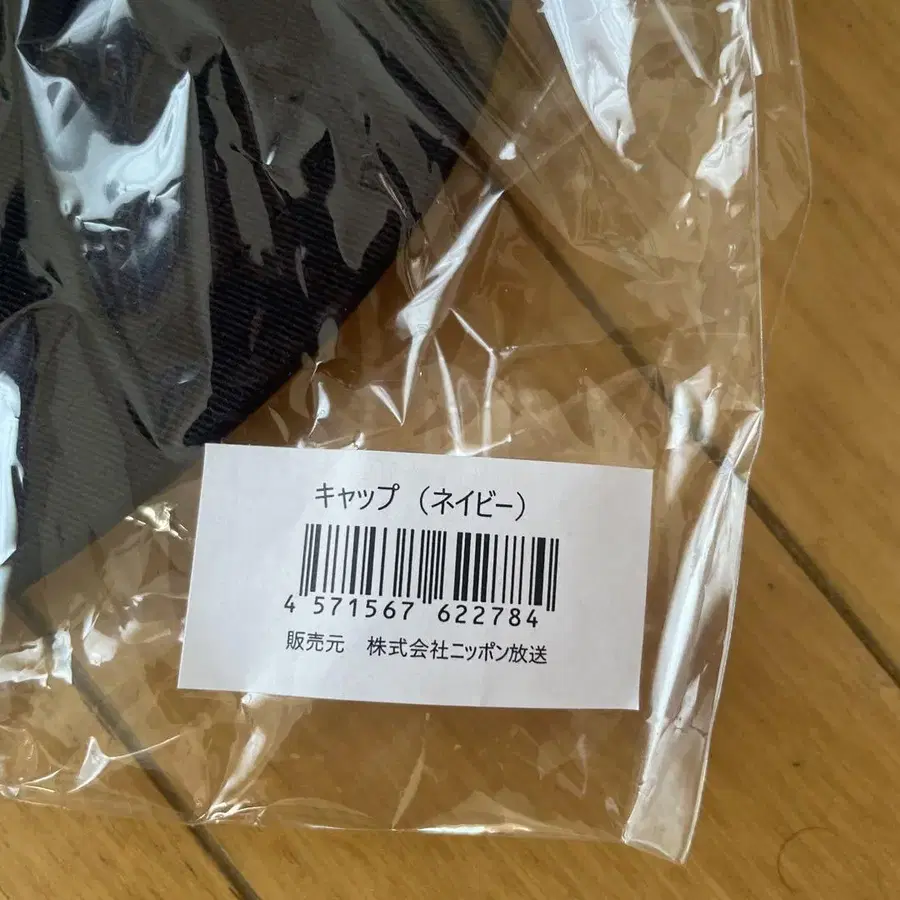 キャップ （ネイビー）
4 571567 622784
販売元　株式会社ニッポン放送